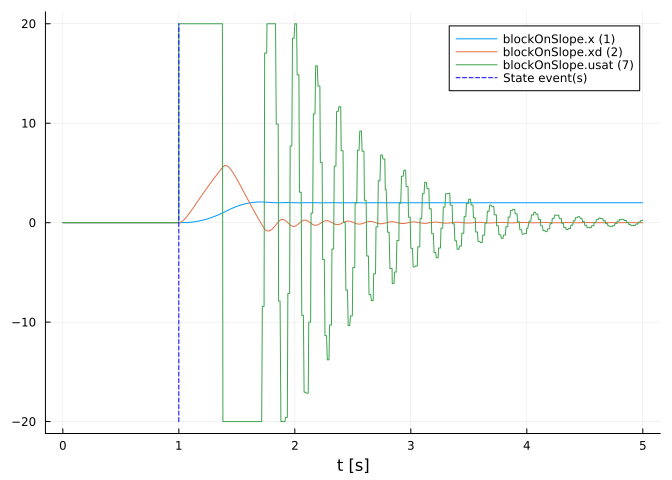 20
10
0
−10
−20
blockOnSlope.x (1)
blockOnSlope.xd (2)
blockOnSlope.usat (7)
State event(s)
0 1 2 3 4 5
t [s]